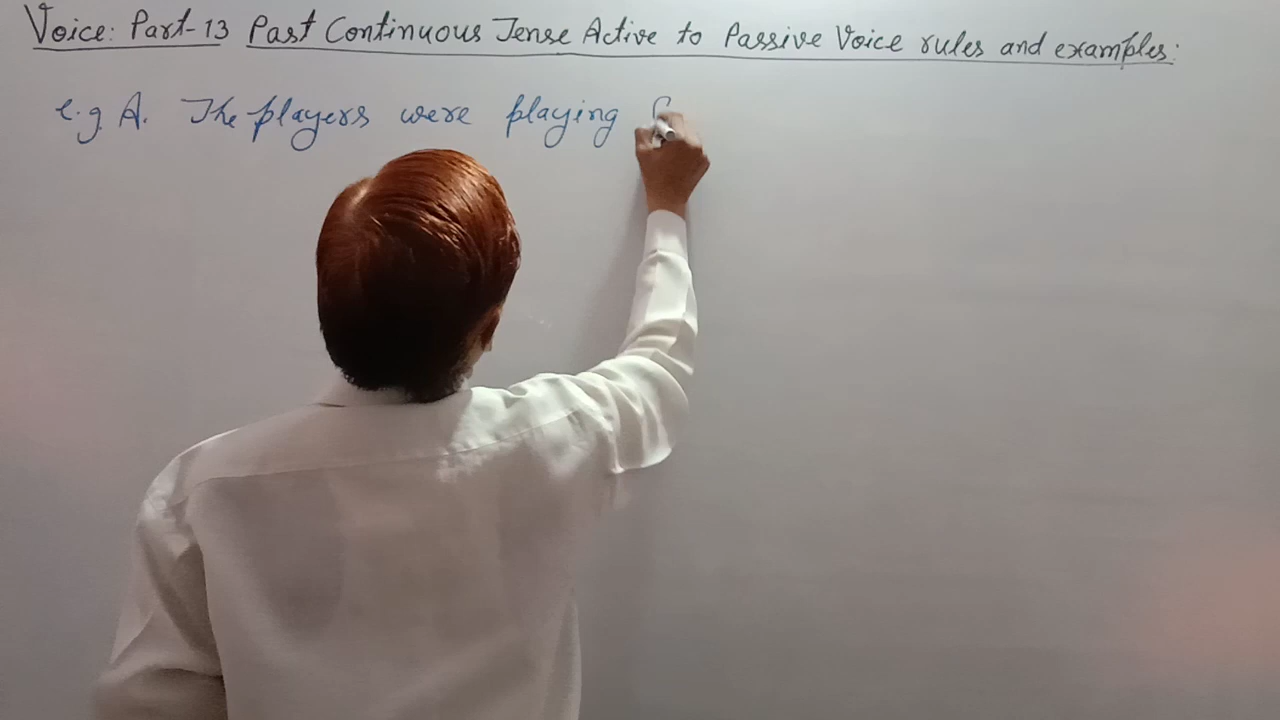 Voice: Part-13 Past Continuous Tense Active to Passive Voice rules and examples:
e.g. A. The players were playing